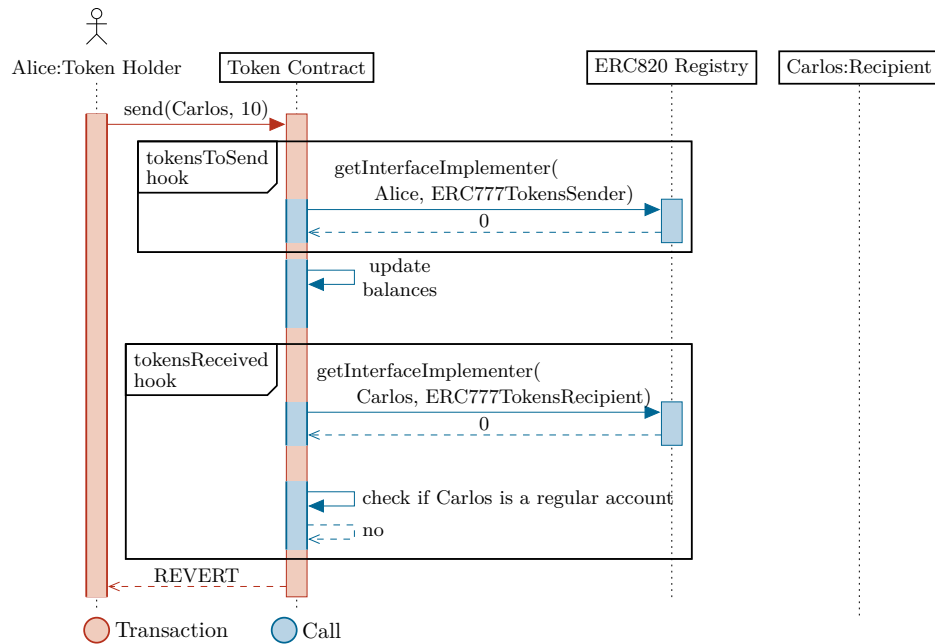 Alice:Token Holder
Token Contract
ERC820 Registry
Carlos:Recipient
send(Carlos, 10)
tokensToSend
hook
getInterfaceImplementer(
Alice, ERC777TokensSender)
0
update
balances
tokensReceived
hook
getInterfaceImplementer(
Carlos, ERC777TokensRecipient)
0
check if Carlos is a regular account
no
REVERT
Transaction
Call